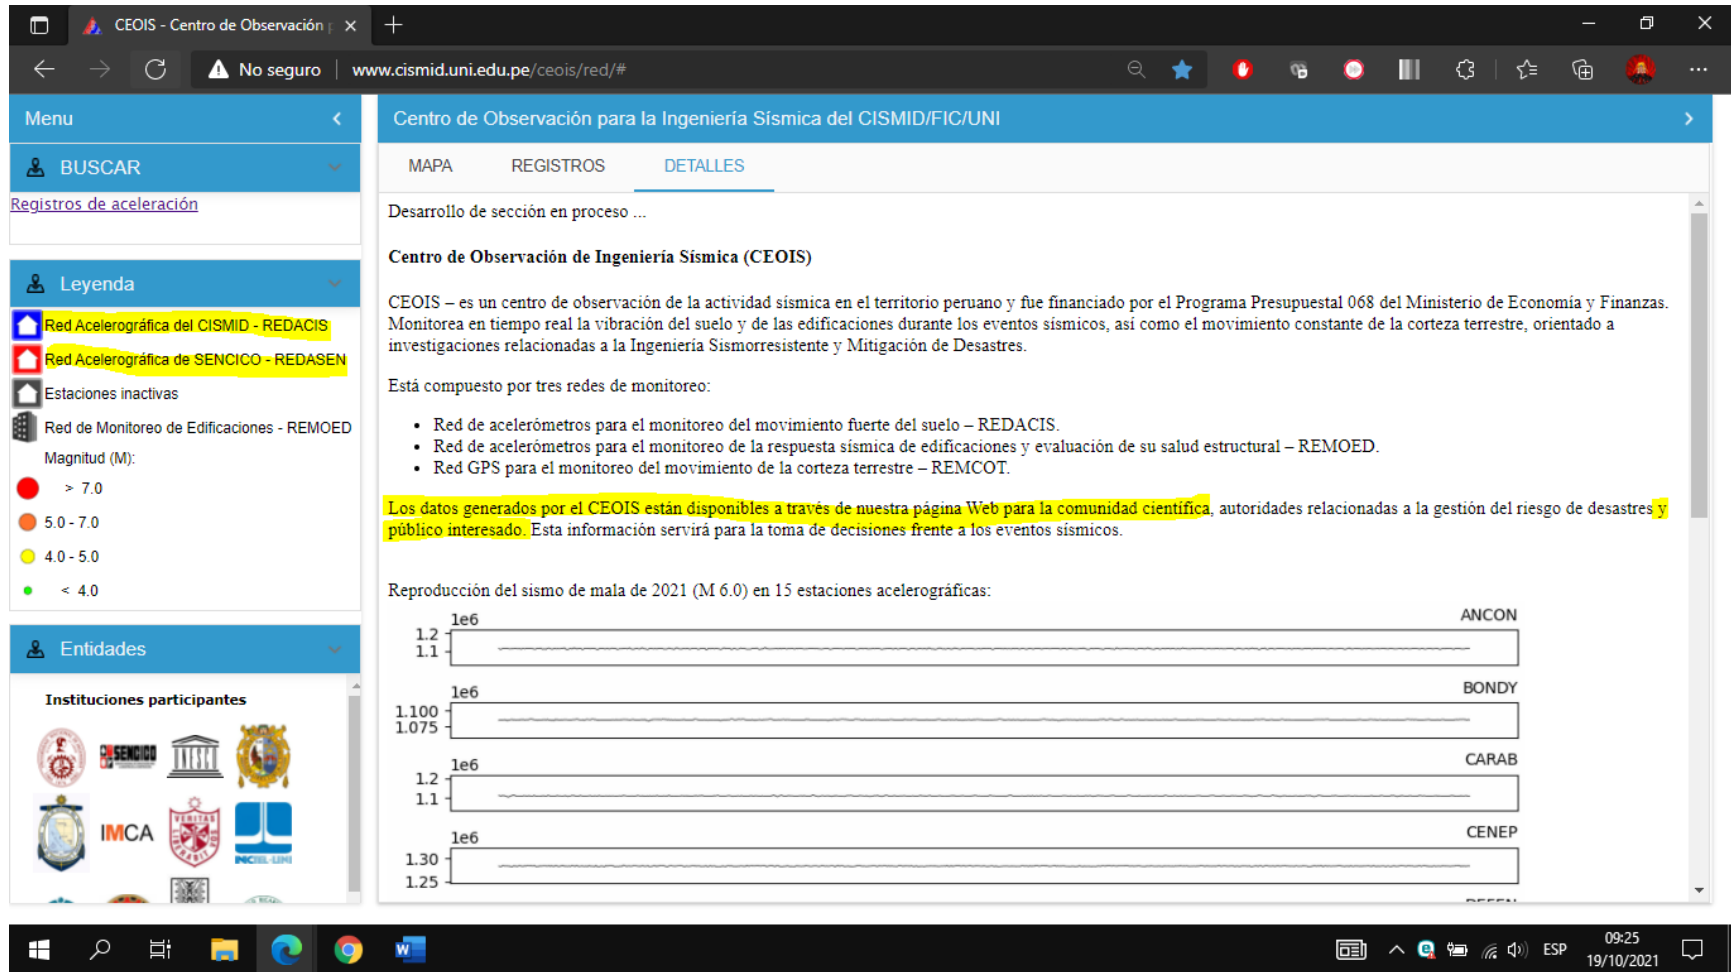 CEOIS - Centro de Observación p
No seguro | www.cismid.uni.edu.pe/ceois/red/#
Menu
BUSCAR
Registros de aceleración
Leyenda
Red Acelerográfica del CISMID - REDACIS
Red Acelerográfica de SENCICO - REDASEN
Estaciones inactivas
Red de Monitoreo de Edificaciones - REMOED
Magnitud (M):
> 7.0
5.0 - 7.0
4.0 - 5.0
< 4.0
Entidades
Instituciones participantes
SENCICO
UNESCO
IMCA
VERITAS
LIBERABIT
VOS
INICTEL-UNI
Centro de Observación para la Ingeniería Sísmica del CISMID/FIC/UNI
MAPA REGISTROS DETALLES
Desarrollo de sección en proceso ...
Centro de Observación de Ingeniería Sísmica (CEOIS)
CEOIS – es un centro de observación de la actividad sísmica en el territorio peruano y fue financiado por el Programa Presupuestal 068 del Ministerio de Economía y Finanzas.
Monitorea en tiempo real la vibración del suelo y de las edificaciones durante los eventos sísmicos, así como el movimiento constante de la corteza terrestre, orientado a
investigaciones relacionadas a la Ingeniería Sismorresistente y Mitigación de Desastres.
Está compuesto por tres redes de monitoreo:
• Red de acelerómetros para el monitoreo del movimiento fuerte del suelo – REDACIS.
• Red de acelerómetros para el monitoreo de la respuesta sísmica de edificaciones y evaluación de su salud estructural – REMOED.
• Red GPS para el monitoreo del movimiento de la corteza terrestre – REMCOT.
Los datos generados por el CEOIS están disponibles a través de nuestra página Web para la comunidad científica, autoridades relacionadas a la gestión del riesgo de desastres y
público interesado. Esta información servirá para la toma de decisiones frente a los eventos sísmicos.
Reproducción del sismo de mala de 2021 (M 6.0) en 15 estaciones acelerográficas:
1e6 ANCON
1.2
1.1
1e6 BONDY
1.100
1.075
1e6 CARAB
1.2
1.1
1e6 CENEP
1.30
1.25
ESP
09:25
19/10/2021